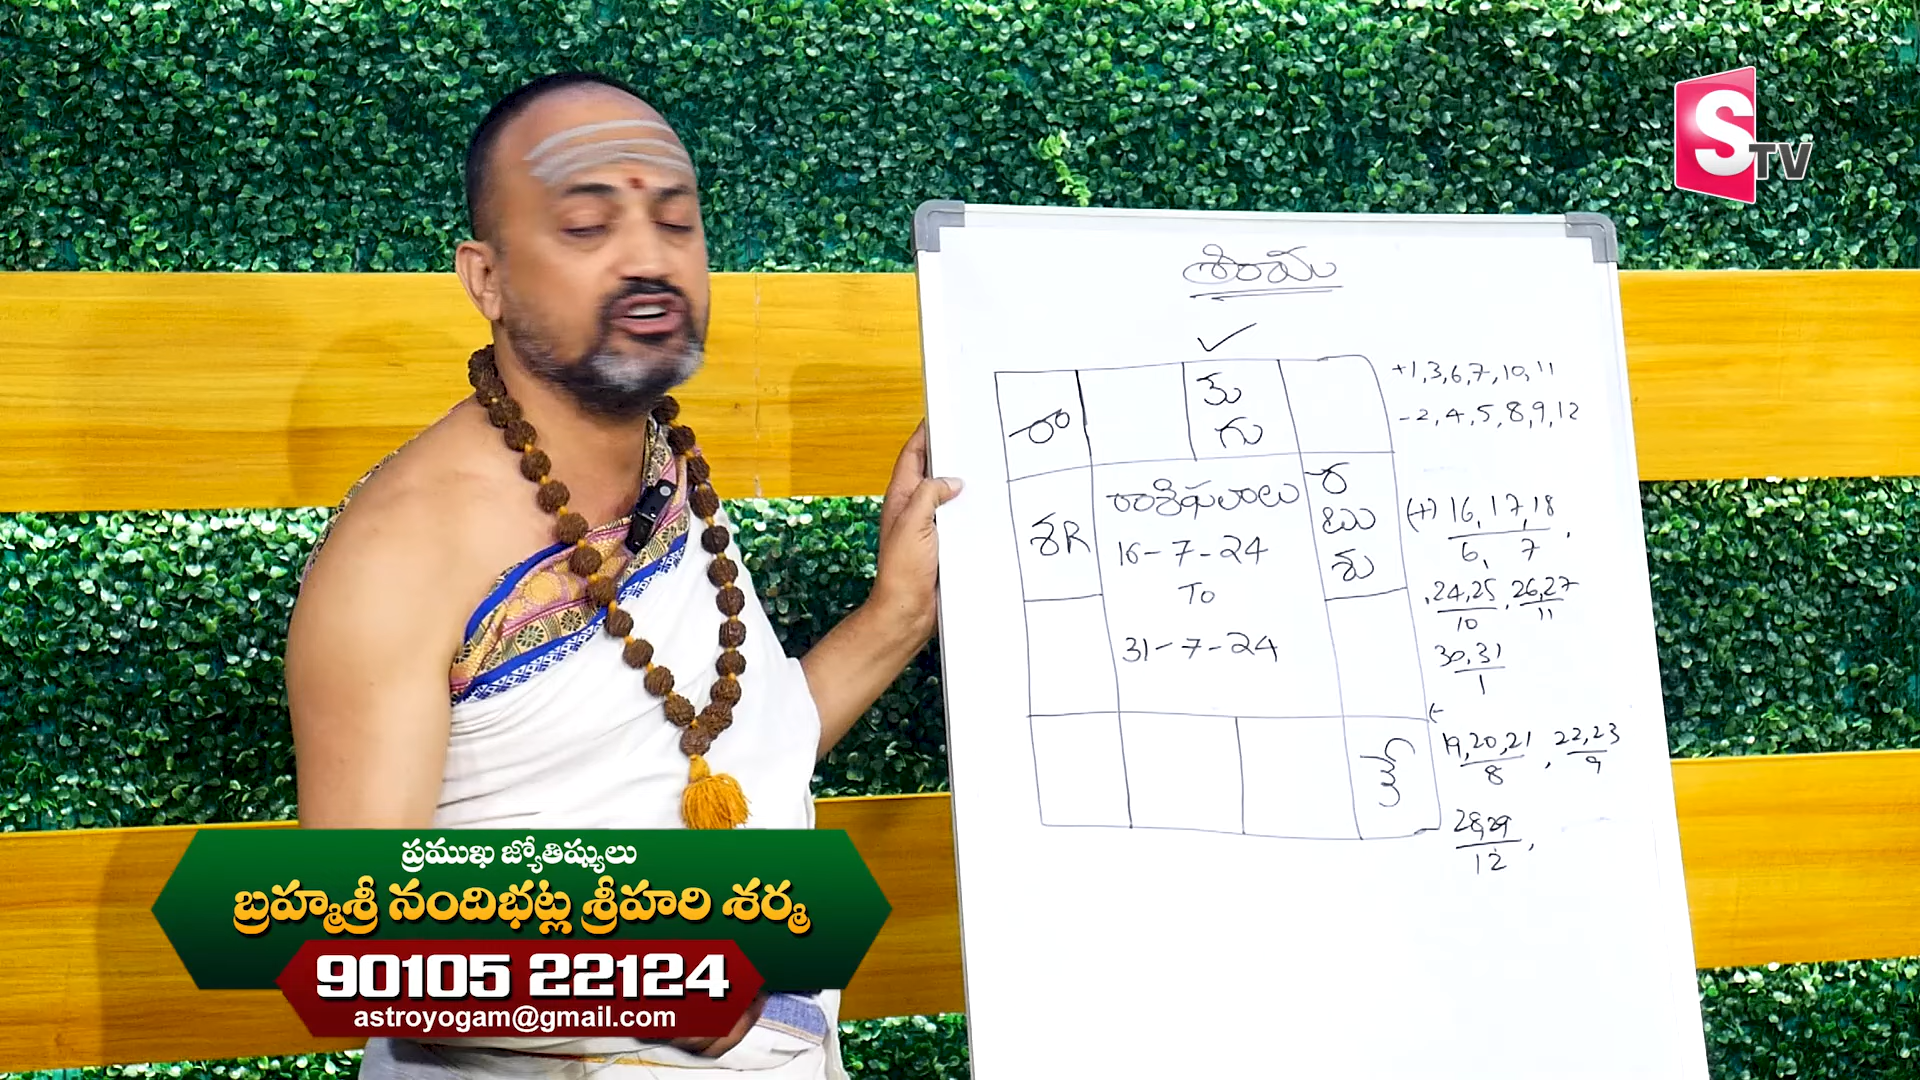 S TV
శ్రీరామ
✓
రా
కు
గు
+1,3,6,7,10,11
-2,4,5,8,9,12
శR
ర
బు
శు
రాశిఫలాలు
16-7-24
To
31-7-24
(+) 16,17,18
6, 7
,24,25, 26,27
10 11
30,31
1
(-
19,20,21, 22,23
8 9
28,29,
12
కే
ప్రముఖ జ్యోతిష్యులు
బ్రహ్మశ్రీ నందిభట్ల శ్రీహరి శర్మ
90105 22124
astroyogam@gmail.com